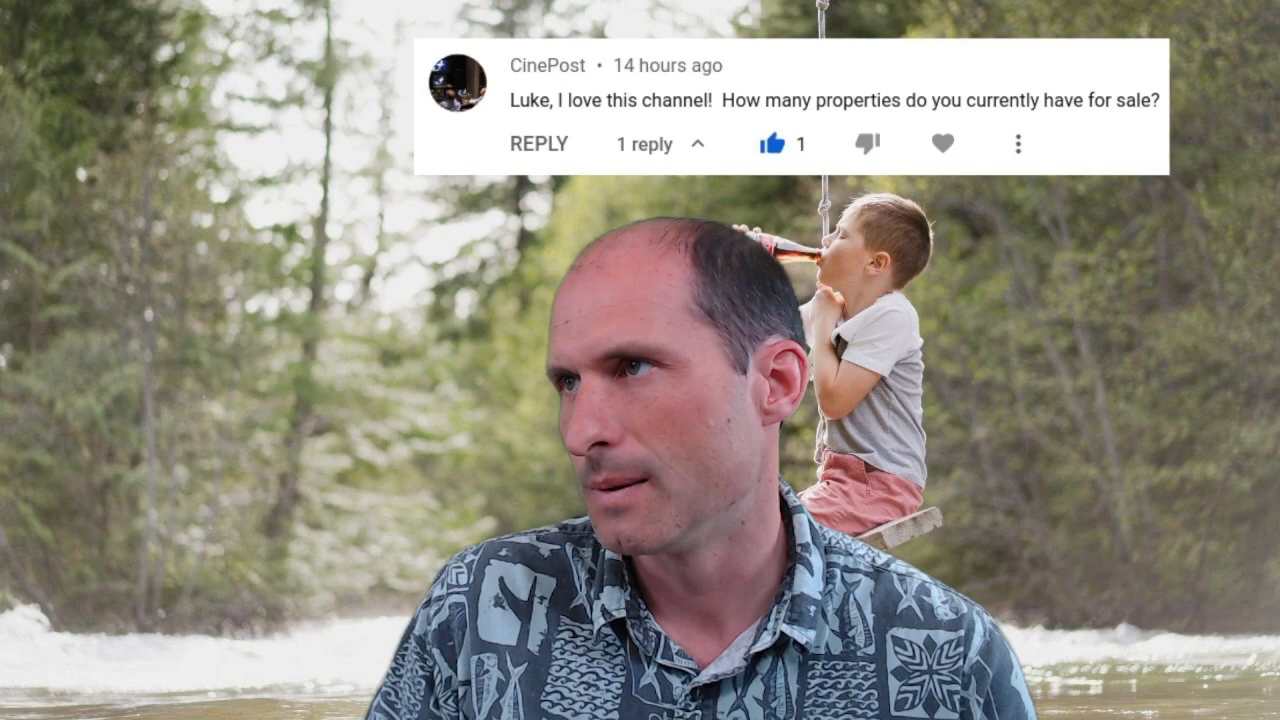 CinePost • 14 hours ago
Luke, I love this channel!  How many properties do you currently have for sale?
REPLY 1 reply 1